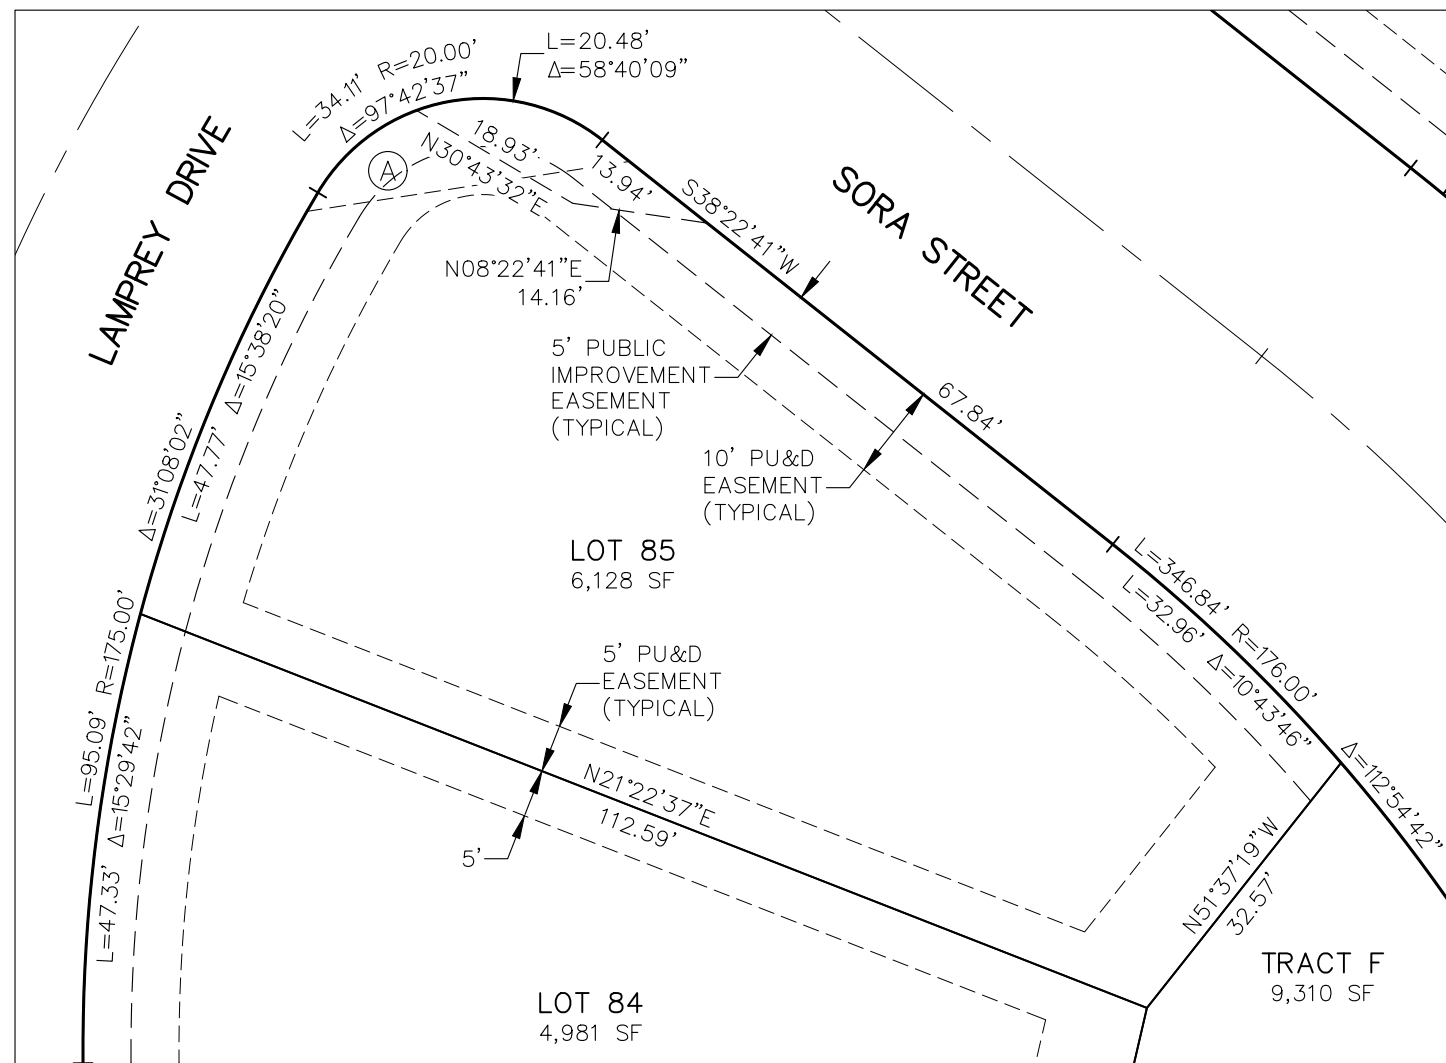 L=20.48'
Δ=58°40'09"
L=34.11' R=20.00'
Δ=97°42'37"
LAMPREY DRIVE
A
18.93'
N30°43'32"E
13.94'
S38°22'41"W
SORA STREET
N08°22'41"E
14.16'
5' PUBLIC
IMPROVEMENT
EASEMENT
(TYPICAL)
67.84'
10' PU&D
EASEMENT
(TYPICAL)
Δ=31°08'02"
L=47.77' Δ=15°38'20"
LOT 85
6,128 SF
L=346.84' R=176.00' Δ=112°54'42"
L=32.96' Δ=10°43'46"
L=95.09' R=175.00'
5' PU&D
EASEMENT
(TYPICAL)
L=47.33' Δ=15°29'42"
N21°22'37"E
112.59'
5'
N51°37'19"W
32.57'
TRACT F
9,310 SF
LOT 84
4,981 SF